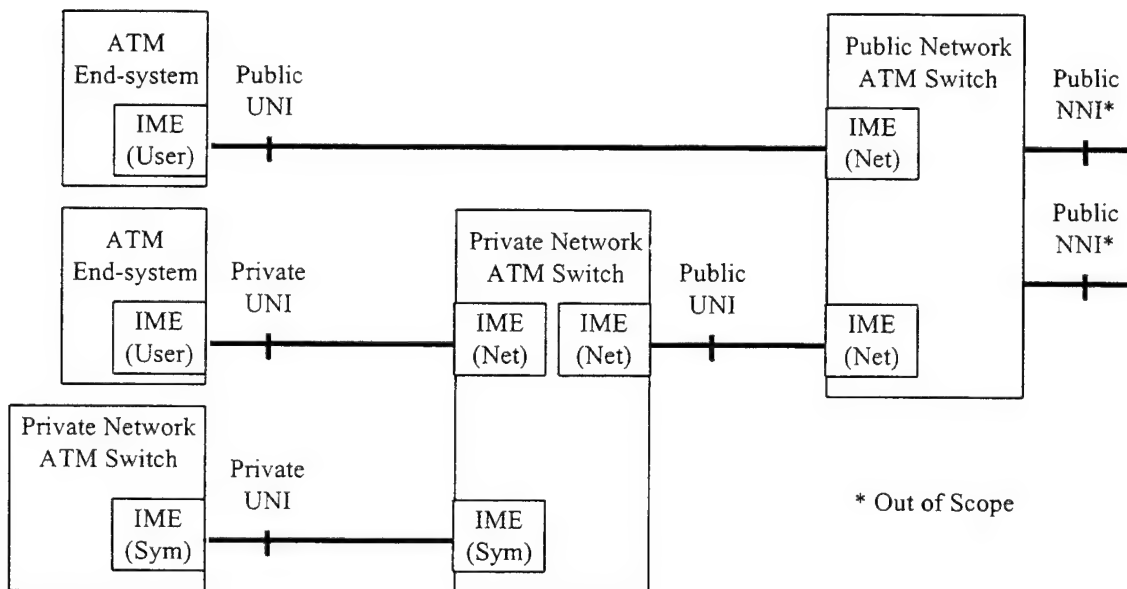 ATM
End-system
IME
(User)
Public
UNI
Public Network
ATM Switch
IME
(Net)
Public
NNI*
Public
NNI*
ATM
End-system
IME
(User)
Private
UNI
Private Network
ATM Switch
IME
(Net)
IME
(Net)
Public
UNI
IME
(Net)
Private Network
ATM Switch
IME
(Sym)
Private
UNI
IME
(Sym)
* Out of Scope